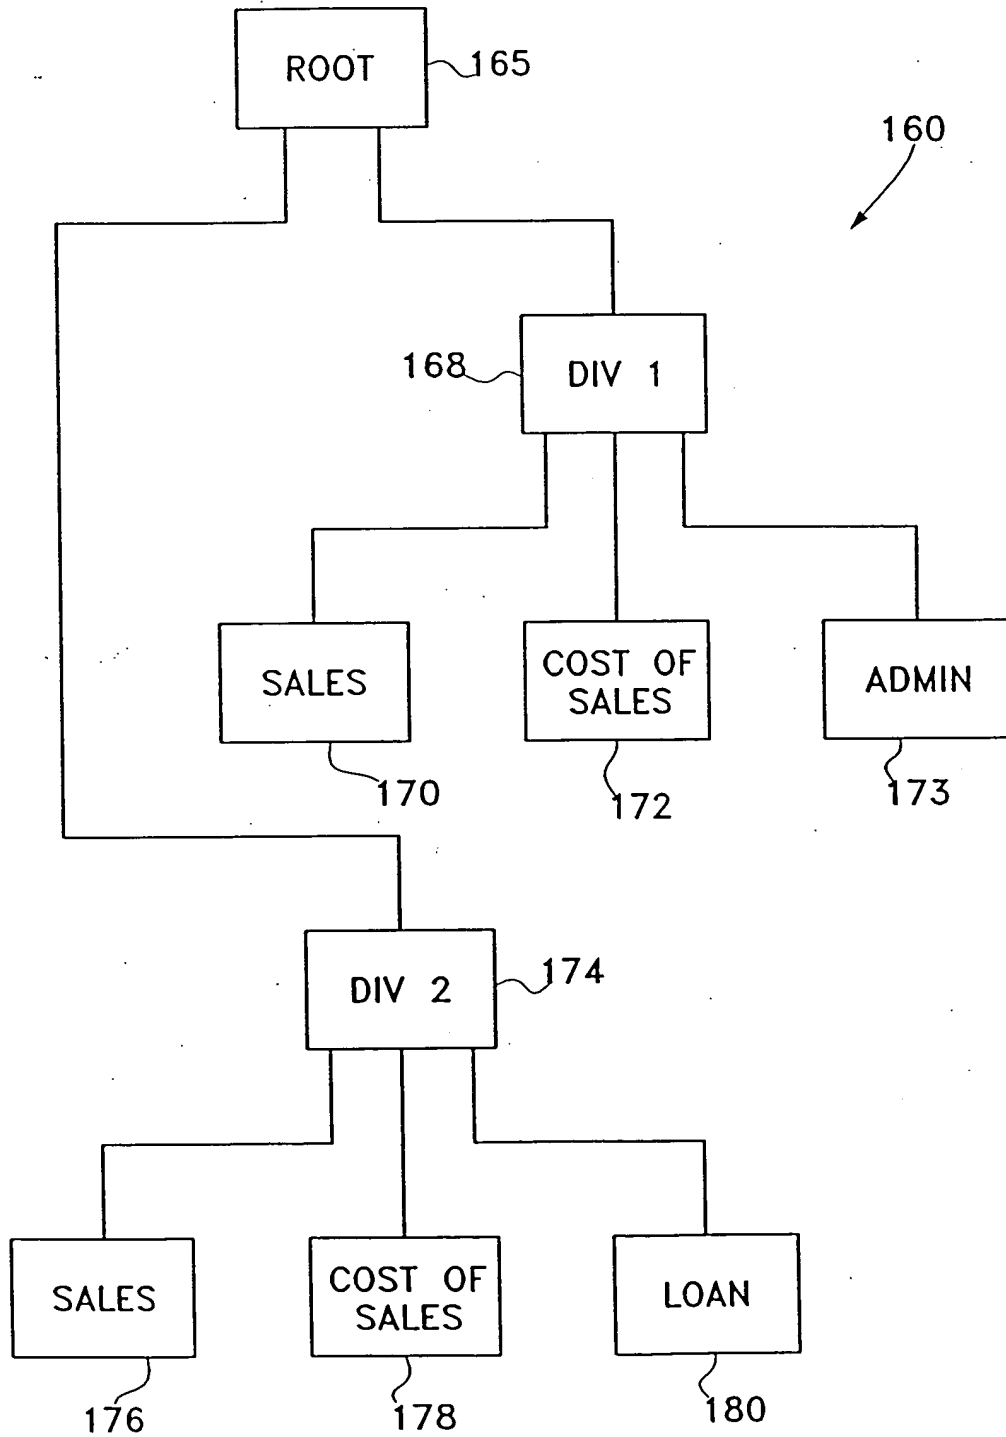 ROOT
165
160
168
DIV 1
SALES
COST OF
SALES
ADMIN
170
172
173
DIV 2
174
SALES
COST OF
SALES
LOAN
176
178
180